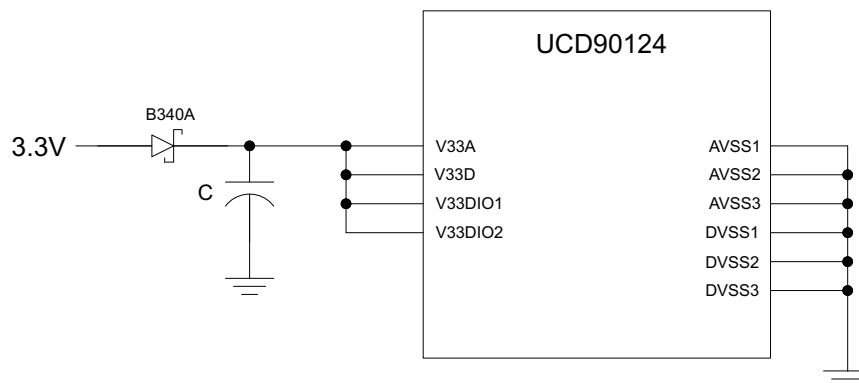 UCD90124
B340A
3.3V
C
V33A
V33D
V33DIO1
V33DIO2
AVSS1
AVSS2
AVSS3
DVSS1
DVSS2
DVSS3